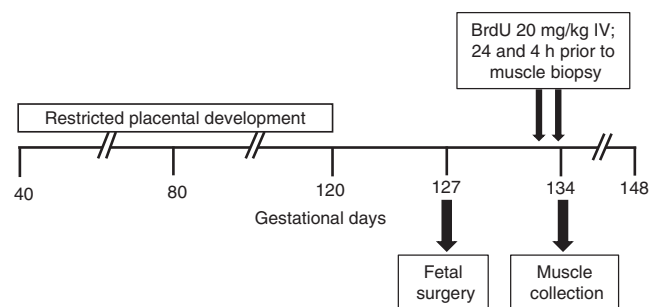 BrdU 20 mg/kg IV;
24 and 4 h prior to
muscle biopsy
Restricted placental development
40
80
120
127
134
148
Gestational days
Fetal
surgery
Muscle
collection